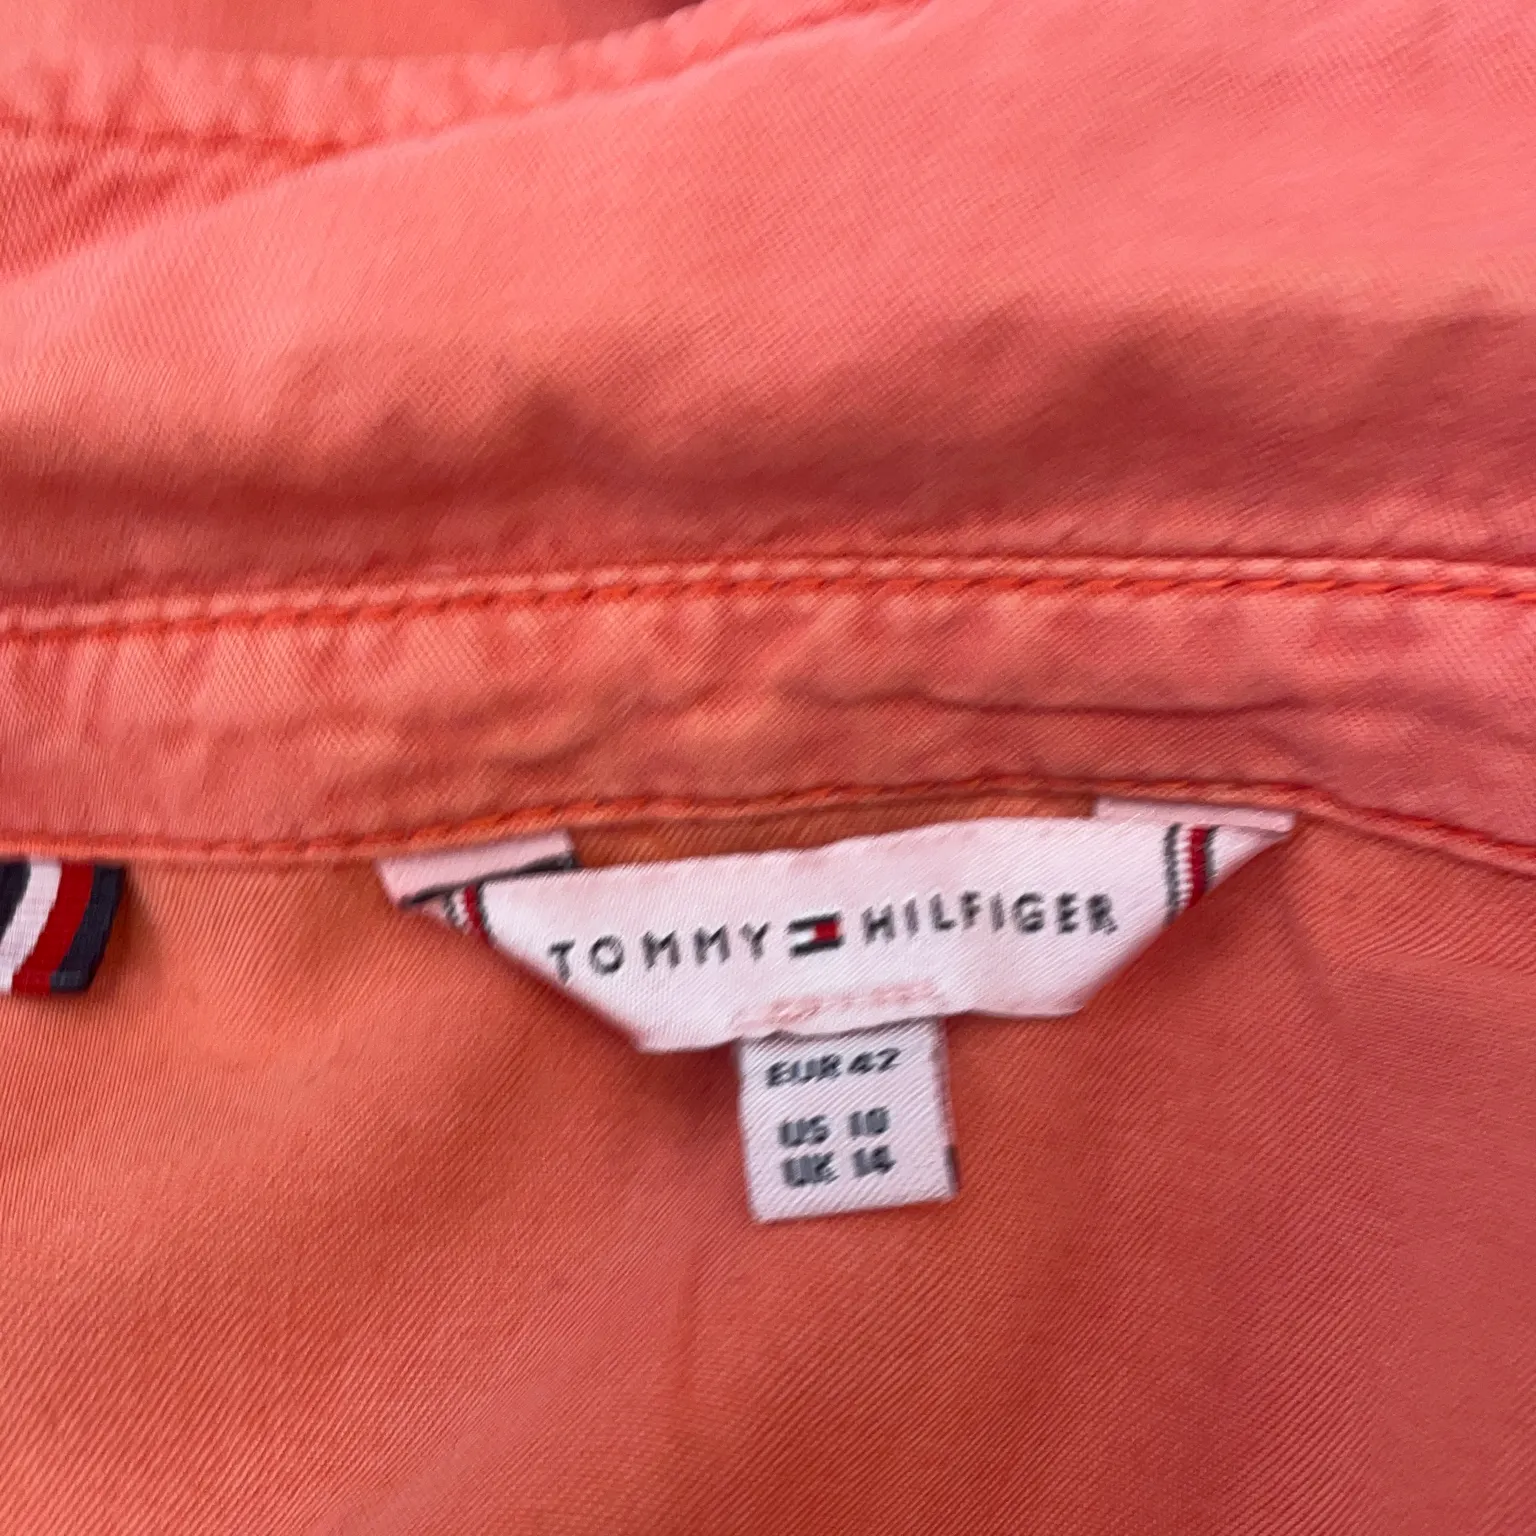 TOMMY HILFIGER
EUR 42
US 10
UK 14